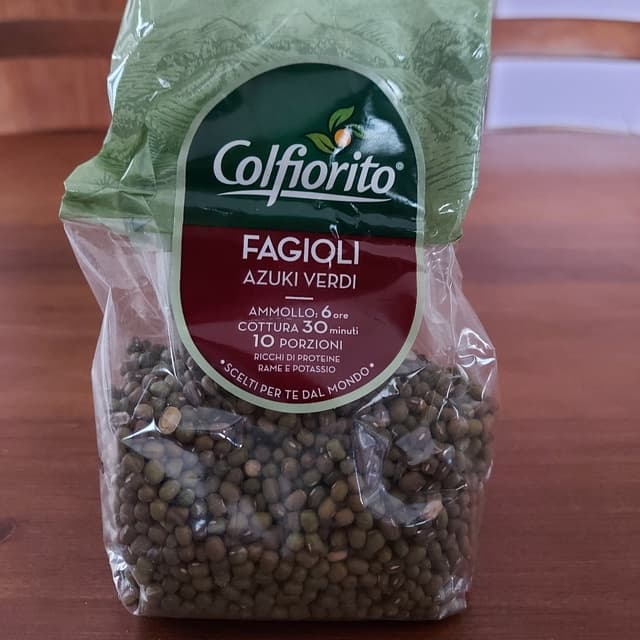 Colfiorito®
FAGIOLI
AZUKI VERDI
AMMOLLO: 6 ore
COTTURA 30 minuti
10 PORZIONI
RICCHI DI PROTEINE
RAME E POTASSIO
• SCELTI PER TE DAL MONDO •